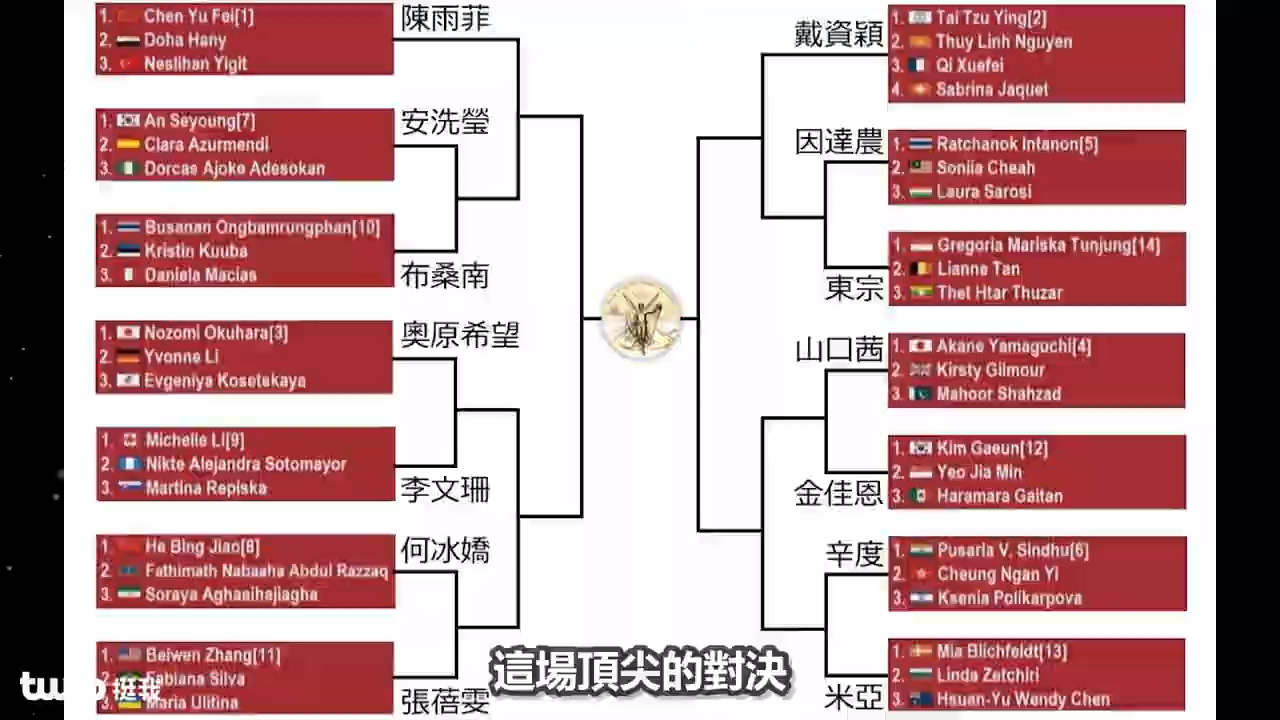 1. Chen Yu Fei[1]
2. Doha Hany
3. Neslihan Yigit
陳雨菲
1. An Seyoung[7]
2. Clara Azurmendi
3. Dorcas Ajoke Adesokan
安洗瑩
1. Busanan Ongbamrungphan[10]
2. Kristin Kuuba
3. Daniela Macias
布桑南
1. Nozomi Okuhara[3]
2. Yvonne Li
3. Evgeniya Kosetskaya
奧原希望
1. Michelle Li[9]
2. Nikte Alejandra Sotomayor
3. Martina Repiska
李文珊
1. He Bing Jiao[8]
2. Fathimath Nabaaha Abdul Razzaq
3. Soraya Aghaaihajiagha
何冰嬌
1. Beiwen Zhang[11]
2. Fabiana Silva
3. Maria Ulitina
張蓓雯
戴資穎
1. Tai Tzu Ying[2]
2. Thuy Linh Nguyen
3. Qi Xuefei
4. Sabrina Jaquet
因達農
1. Ratchanok Intanon[5]
2. Soniia Cheah
3. Laura Sarosi
東宗
1. Gregoria Mariska Tunjung[14]
2. Lianne Tan
3. Thet Htar Thuzar
山口茜
1. Akane Yamaguchi[4]
2. Kirsty Gilmour
3. Mahoor Shahzad
金佳恩
1. Kim Gaeun[12]
2. Yeo Jia Min
3. Haramara Gaitan
辛度
1. Pusarla V. Sindhu[6]
2. Cheung Ngan Yi
3. Ksenia Polikarpova
米亞
1. Mia Blichfeldt[13]
2. Linda Zetchiri
3. Hsuan-Yu Wendy Chen
這場頂尖的對決
挺我